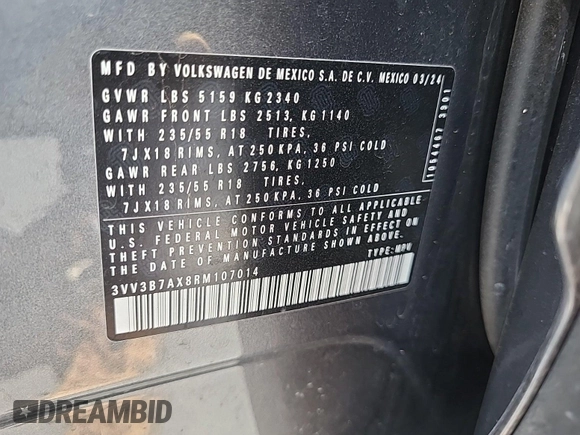 MFD BY VOLKSWAGEN DE MEXICO S.A. DE C.V. MEXICO 03/24
GVWR LBS 5159 KG 2340
GAWR FRONT LBS 2513, KG 1140
WITH 235/55 R18 TIRES,
7JX18 RIMS, AT 250 KPA, 36 PSI COLD
GAWR REAR LBS 2756, KG 1250
WITH 235/55 R18 TIRES,
7JX18 RIMS, AT 250 KPA, 36 PSI COLD
THIS VEHICLE CONFORMS TO ALL APPLICABLE
U.S. FEDERAL MOTOR VEHICLE SAFETY AND
THEFT PREVENTION STANDARDS IN EFFECT ON
THE DATE OF MANUFACTURE SHOWN ABOVE.
TYPE: MPV
3VV3B7AX8RM107014
DREAMBID